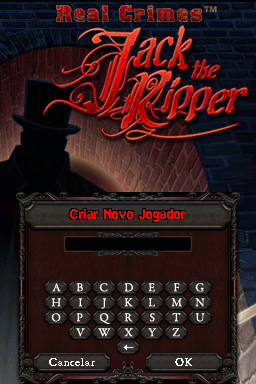 Real Crimes™
Jack
the
Ripper
Criar Novo Jogador
A B C D E F G
H I J K L M N
O P Q R S T U
V W X Y Z
←
Cancelar OK